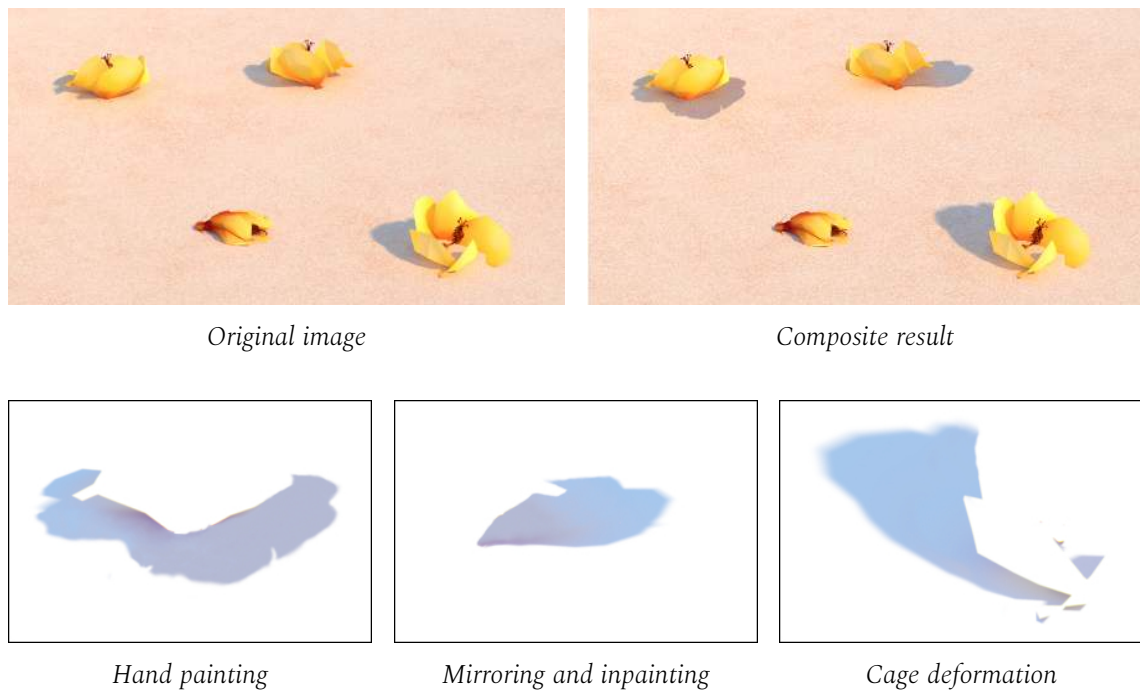 Original image
Composite result
Hand painting
Mirroring and inpainting
Cage deformation